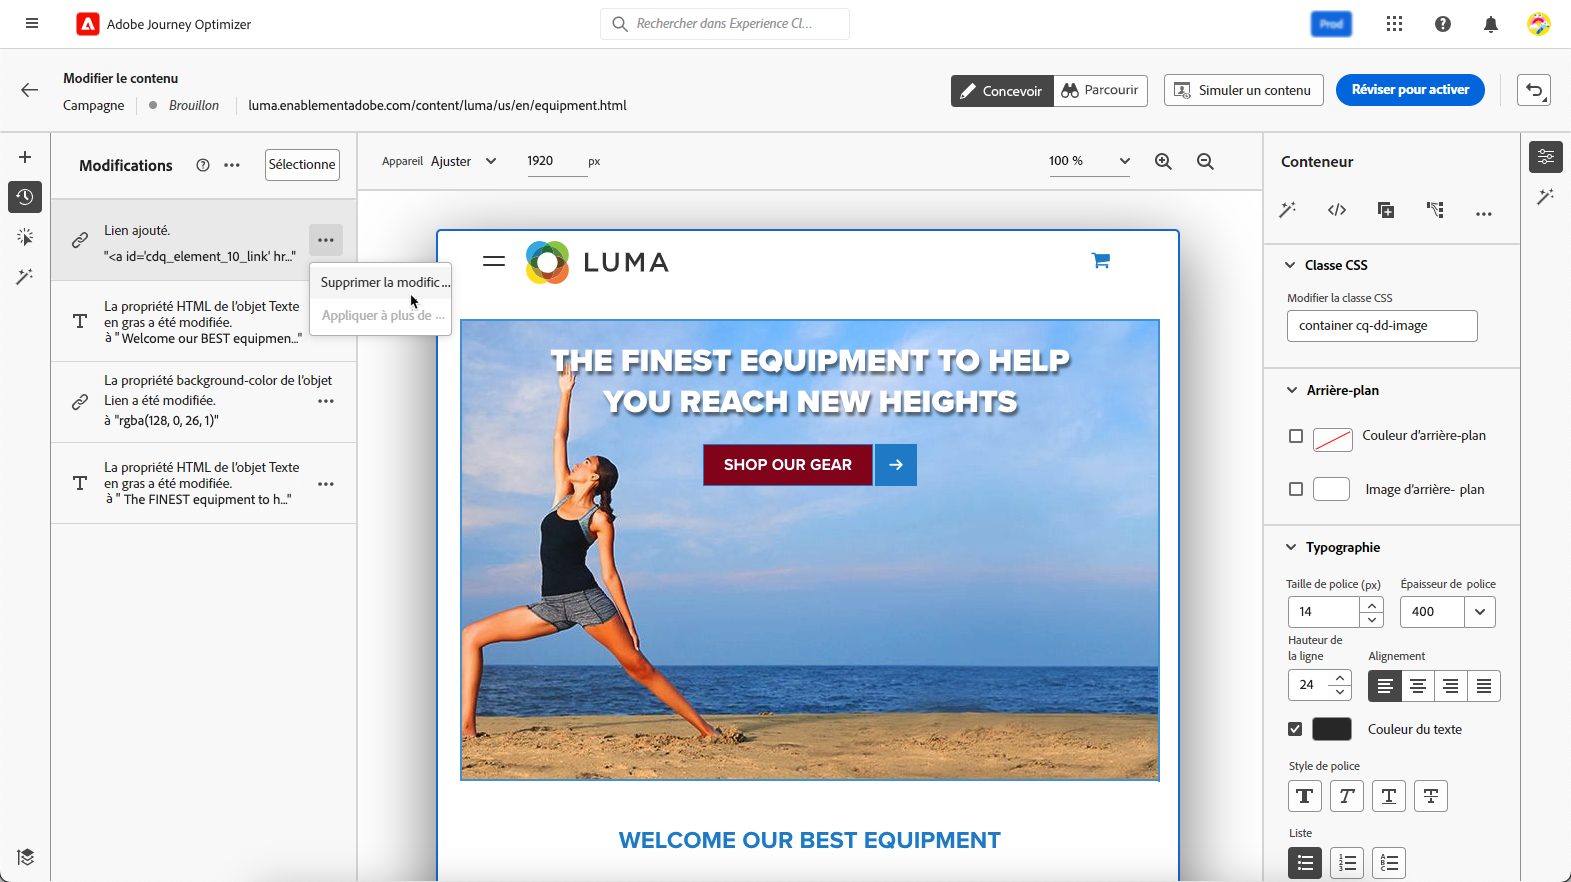 Adobe Journey Optimizer
Rechercher dans Experience Cl...
Prod
Modifier le contenu
Campagne
Brouillon
luma.enablementadobe.com/content/luma/us/en/equipment.html
Concevoir
Parcourir
Simuler un contenu
Réviser pour activer
Modifications
Sélectionne
Appareil
Ajuster
1920
px
100 %
Conteneur
Lien ajouté.
"<a id='cdq_element_10_link' hr..."
Supprimer la modific...
Appliquer à plus de ...
La propriété HTML de l'objet Texte
en gras a été modifiée.
à " Welcome our BEST equipmen..."
La propriété background-color de l'objet
Lien a été modifiée.
à "rgba(128, 0, 26, 1)"
La propriété HTML de l'objet Texte
en gras a été modifiée.
à " The FINEST equipment to h..."
LUMA
THE FINEST EQUIPMENT TO HELP
YOU REACH NEW HEIGHTS
SHOP OUR GEAR
WELCOME OUR BEST EQUIPMENT
Classe CSS
Modifier la classe CSS
container cq-dd-image
Arrière-plan
Couleur d'arrière-plan
Image d'arrière- plan
Typographie
Taille de police (px)
Épaisseur de police
14
400
Hauteur de
la ligne
Alignement
24
Couleur du texte
Style de police
Liste